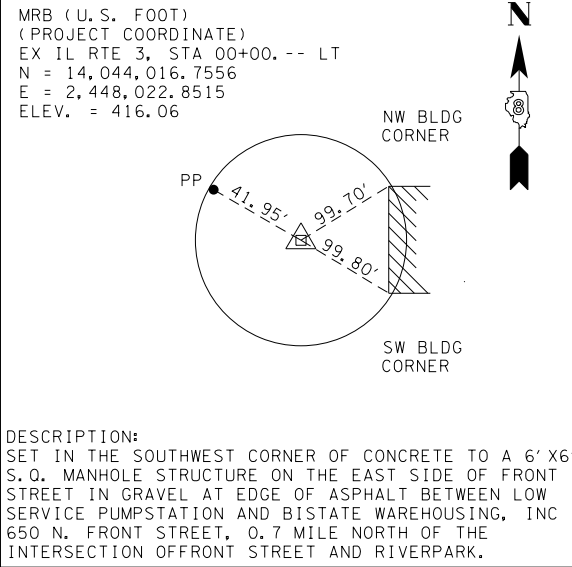 MRB (U.S. FOOT)
(PROJECT COORDINATE)
EX IL RTE 3, STA 00+00.-- LT
N = 14,044,016.7556
E = 2,448,022.8515
ELEV. = 416.06
N
8
NW BLDG
CORNER
PP
41.95'
99.70'
99.80'
SW BLDG
CORNER
DESCRIPTION:
SET IN THE SOUTHWEST CORNER OF CONCRETE TO A 6'X6'
S.Q. MANHOLE STRUCTURE ON THE EAST SIDE OF FRONT
STREET IN GRAVEL AT EDGE OF ASPHALT BETWEEN LOW
SERVICE PUMPSTATION AND BISTATE WAREHOUSING, INC
650 N. FRONT STREET, 0.7 MILE NORTH OF THE
INTERSECTION OFFRONT STREET AND RIVERPARK.